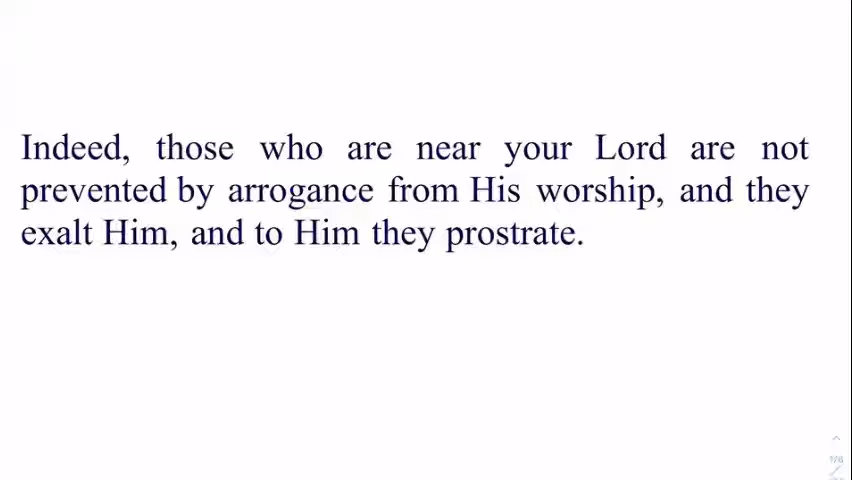 Indeed, those who are near your Lord are not
prevented by arrogance from His worship, and they
exalt Him, and to Him they prostrate.